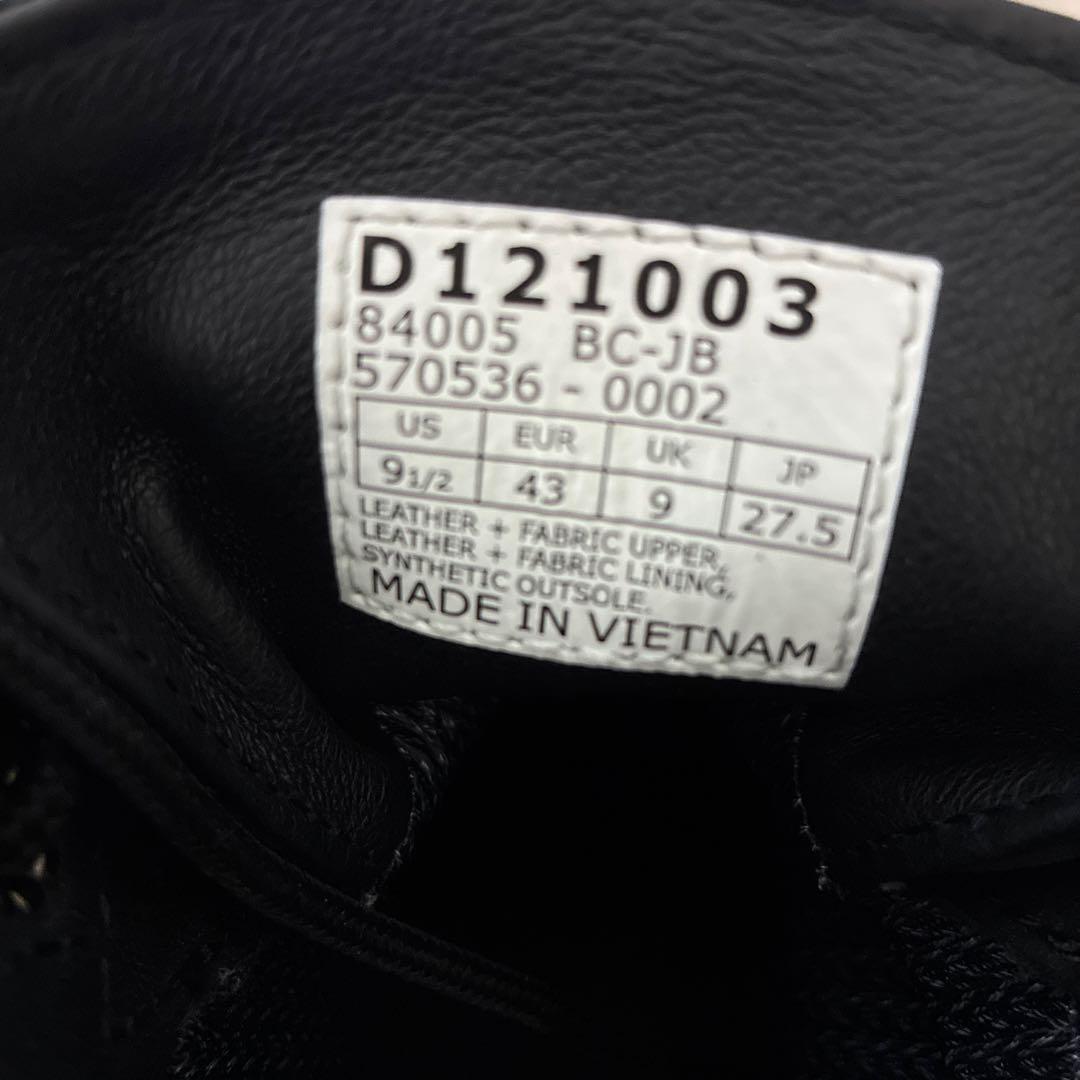 D121003
84005 BC-JB
570536 - 0002
US EUR UK JP
9 1/2 43 9 27.5
LEATHER + FABRIC UPPER,
LEATHER + FABRIC LINING,
SYNTHETIC OUTSOLE.
MADE IN VIETNAM